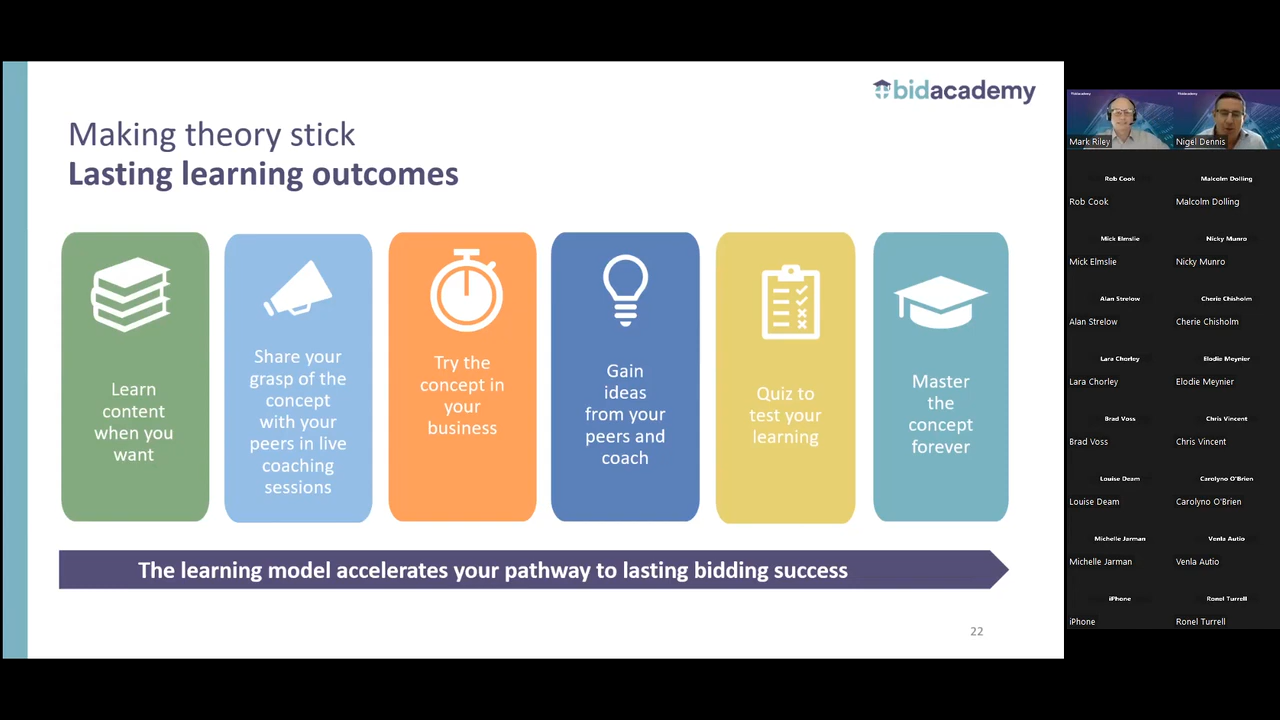 bidacademy
Making theory stick
Lasting learning outcomes
Learn
content
when you
want
Share your
grasp of the
concept
with your
peers in live
coaching
sessions
Try the
concept in
your
business
Gain
ideas
from your
peers and
coach
Quiz to
test your
learning
Master
the
concept
forever
The learning model accelerates your pathway to lasting bidding success
22
bidacademy
bidacademy
Mark Riley
Nigel Dennis
Rob Cook
Malcolm Dolling
Rob Cook
Malcolm Dolling
Mick Elmslie
Nicky Munro
Mick Elmslie
Nicky Munro
Alan Strelow
Cherie Chisholm
Alan Strelow
Cherie Chisholm
Lara Chorley
Elodie Meynier
Lara Chorley
Elodie Meynier
Brad Voss
Chris Vincent
Brad Voss
Chris Vincent
Louise Deam
Carolyno O'Brien
Louise Deam
Carolyno O'Brien
Michelle Jarman
Venla Autio
Michelle Jarman
Venla Autio
iPhone
Ronel Turrell
iPhone
Ronel Turrell